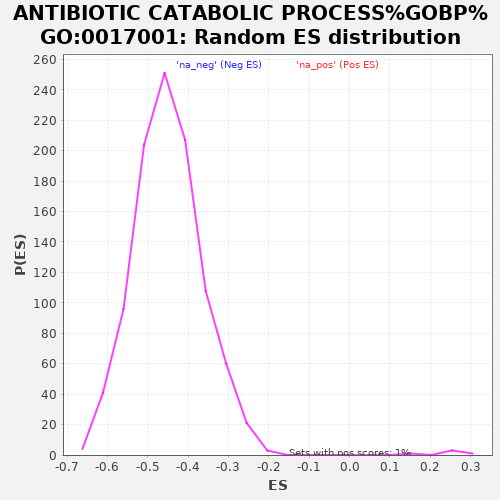 ANTIBIOTIC CATABOLIC PROCESS%GOBP%
GO:0017001: Random ES distribution
'na_neg' (Neg ES) 'na_pos' (Pos ES)
260
240
220
200
180
160
140
120
100
80
60
40
20
0
P(ES)
Sets with pos scores: 1%
-0.7 -0.6 -0.5 -0.4 -0.3 -0.2 -0.1 0.0 0.1 0.2 0.3
ES